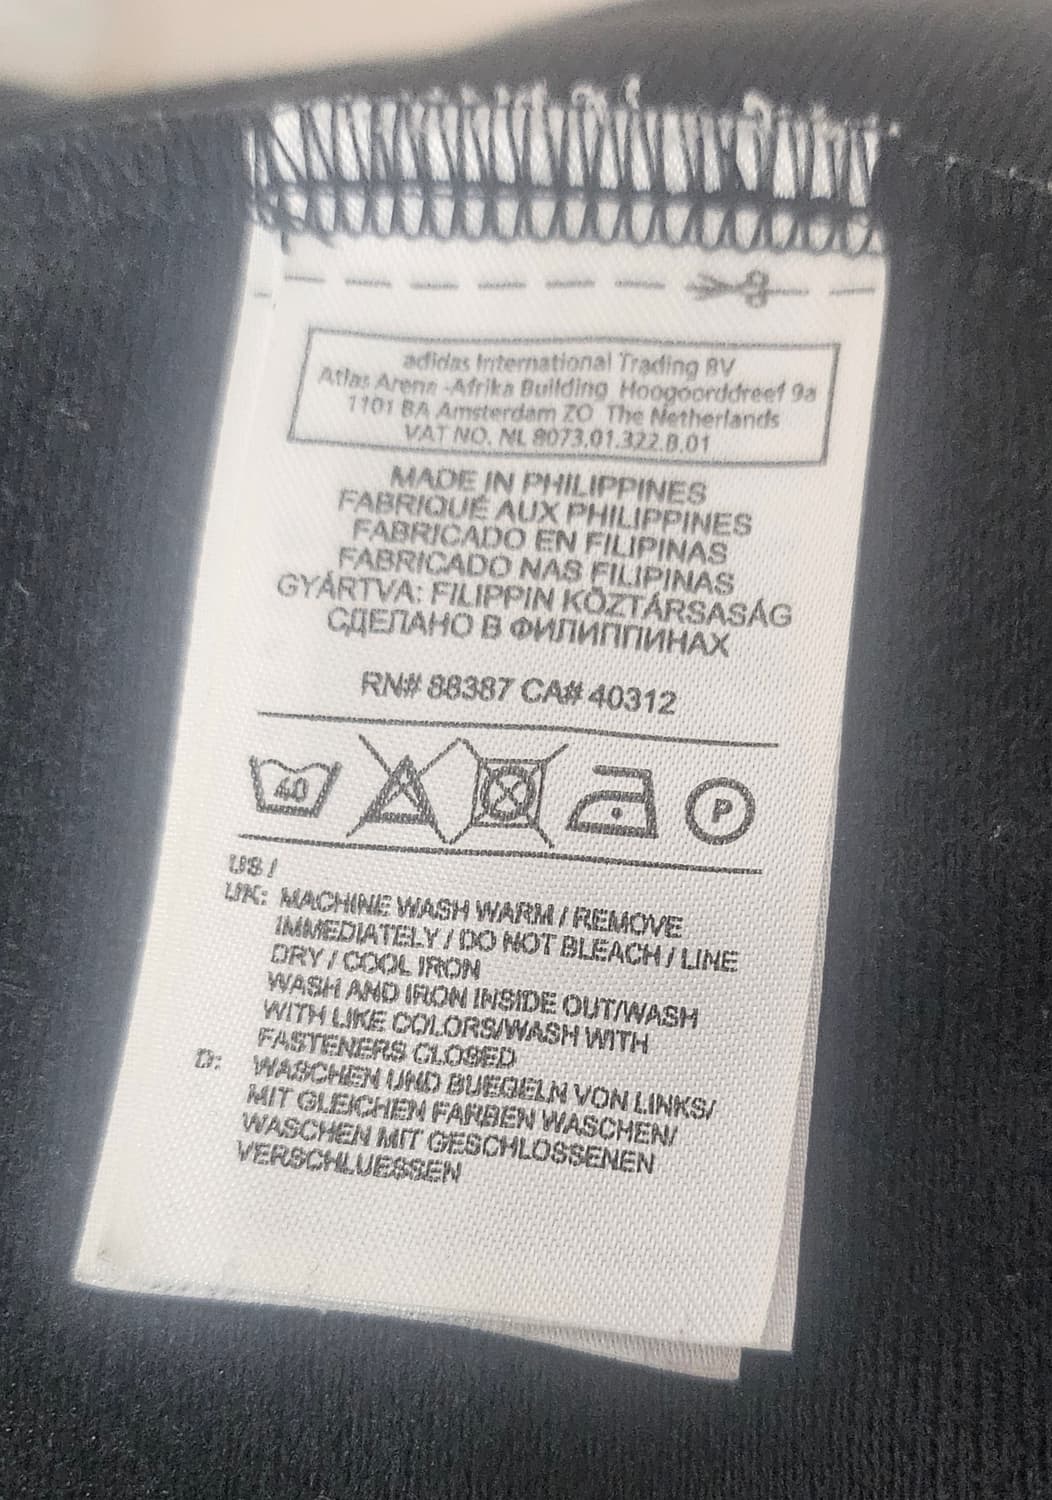 adidas International Trading BV
Atlas Arena -Afrika Building Hoogoorddreef 9a
1101 BA Amsterdam ZO The Netherlands
VAT NO. NL 8073.01.322.B.01
MADE IN PHILIPPINES
FABRIQUÉ AUX PHILIPPINES
FABRICADO EN FILIPINAS
FABRICADO NAS FILIPINAS
GYÁRTVA: FILIPPIN KÖZTÁRSASÁG
СДЕЛАНО В ФИЛИППИНАХ
RN# 88387 CA# 40312
40 P
US /
UK: MACHINE WASH WARM / REMOVE
IMMEDIATELY / DO NOT BLEACH / LINE
DRY / COOL IRON
WASH AND IRON INSIDE OUT/WASH
WITH LIKE COLORS/WASH WITH
FASTENERS CLOSED
D: WASCHEN UND BUEGELN VON LINKS/
MIT GLEICHEN FARBEN WASCHEN/
WASCHEN MIT GESCHLOSSENEN
VERSCHLUESSEN